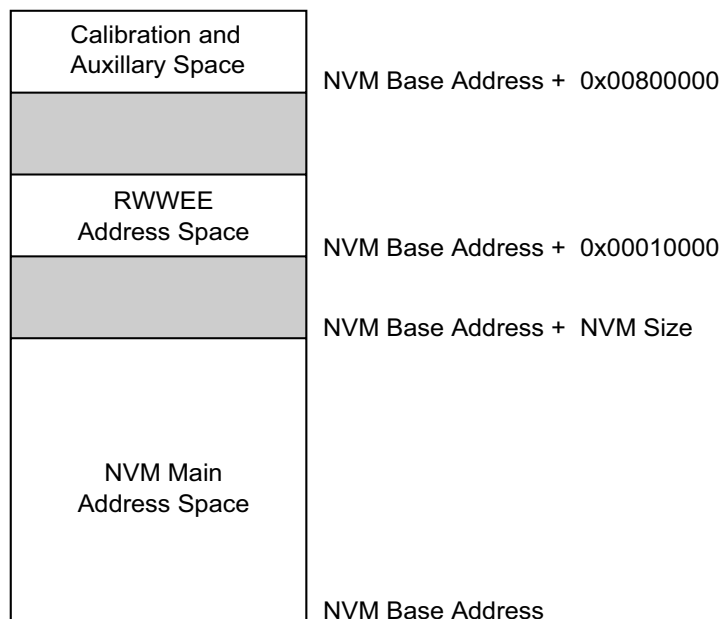 Calibration and
Auxillary Space
NVM Base Address + 0x00800000
RWWEE
Address Space
NVM Base Address + 0x00010000
NVM Base Address + NVM Size
NVM Main
Address Space
NVM Base Address